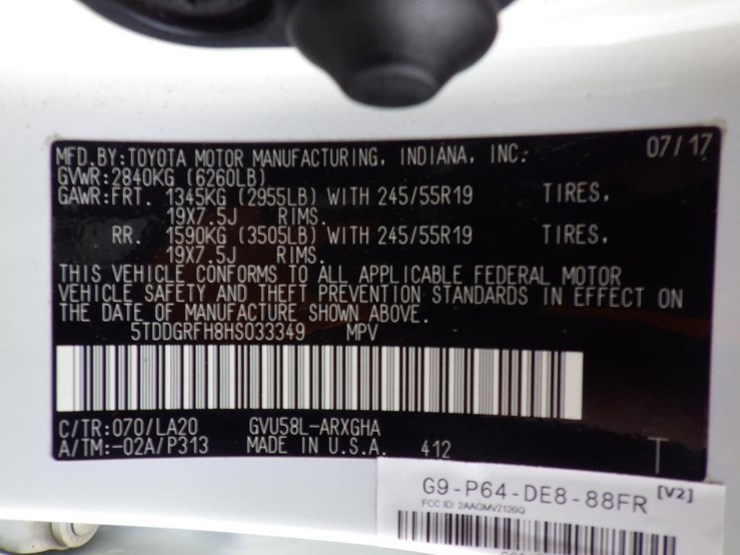 MFD.BY:TOYOTA MOTOR MANUFACTURING, INDIANA, INC. 07/17
GVWR:2840KG (6260LB)
GAWR:FRT. 1345KG (2955LB) WITH 245/55R19 TIRES,
19X7.5J RIMS.
RR. 1590KG (3505LB) WITH 245/55R19 TIRES,
19X7.5J RIMS.
THIS VEHICLE CONFORMS TO ALL APPLICABLE FEDERAL MOTOR
VEHICLE SAFETY AND THEFT PREVENTION STANDARDS IN EFFECT ON
THE DATE OF MANUFACTURE SHOWN ABOVE.
5TDDGRFH8HS033349 MPV
C/TR:070/LA20 GVU58L-ARXGHA
A/TM:-02A/P313 MADE IN U.S.A. 412 T
G9-P64-DE8-88FR [V2]
FCC ID: 2AAGMV2120G